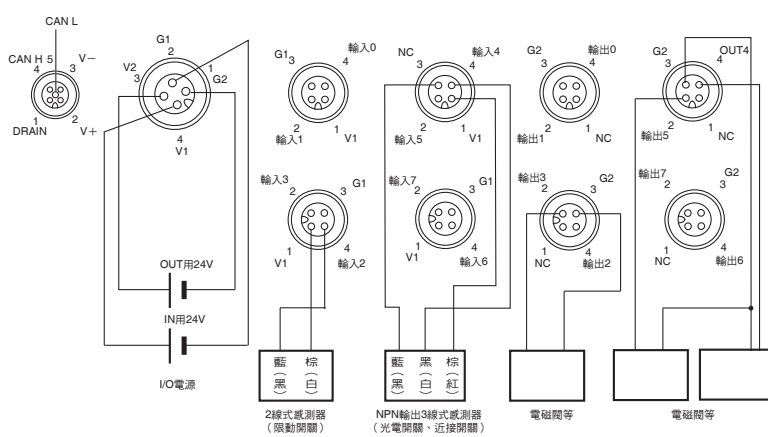 CAN L
CAN H 5
4
3
V−
DRAIN
1
2
V+
G1
2
V2
3
1
G2
4
V1
G1
3
輸入0
4
2
輸入1
1
V1
NC
3
輸入4
4
2
輸入5
1
V1
G2
3
輸出0
4
2
輸出1
1
NC
G2
3
OUT4
4
2
輸出5
1
NC
輸入3
2
G1
3
1
V1
4
輸入2
輸入7
2
G1
3
1
V1
4
輸入6
輸出3
2
G2
3
1
NC
4
輸出2
輸出7
2
G2
3
1
NC
4
輸出6
OUT用24V
IN用24V
I/O電源
藍(黑)
棕(白)
2線式感測器
(限動開關)
藍(黑)
黑(白)
棕(紅)
NPN輸出3線式感測器
(光電開關、近接開關)
電磁閥等
電磁閥等